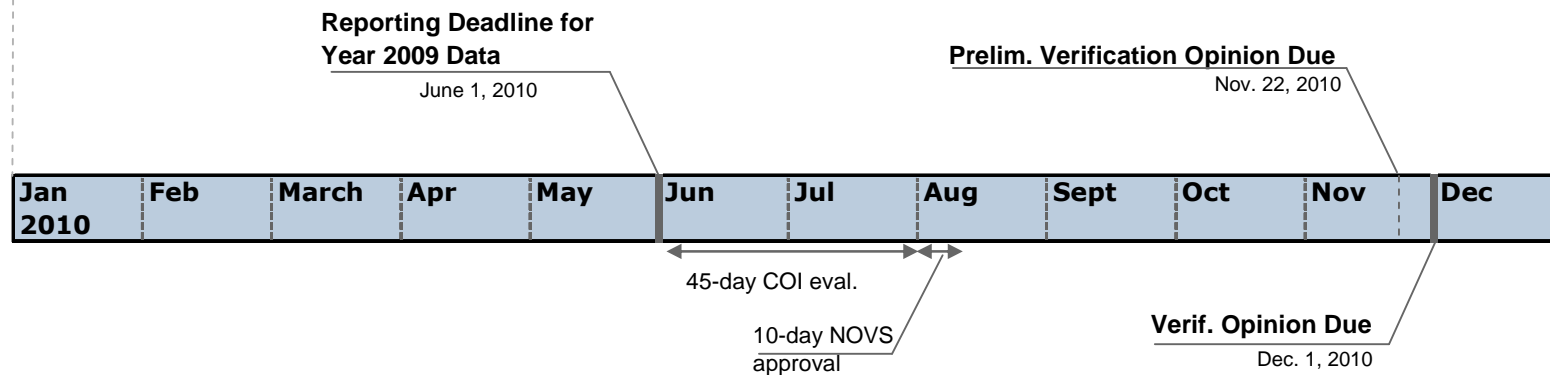 Reporting Deadline for
Year 2009 Data
June 1, 2010
Prelim. Verification Opinion Due
Nov. 22, 2010
Jan Feb March Apr May Jun Jul Aug Sept Oct Nov Dec
2010
45-day COI eval.
10-day NOVS
approval
Verif. Opinion Due
Dec. 1, 2010